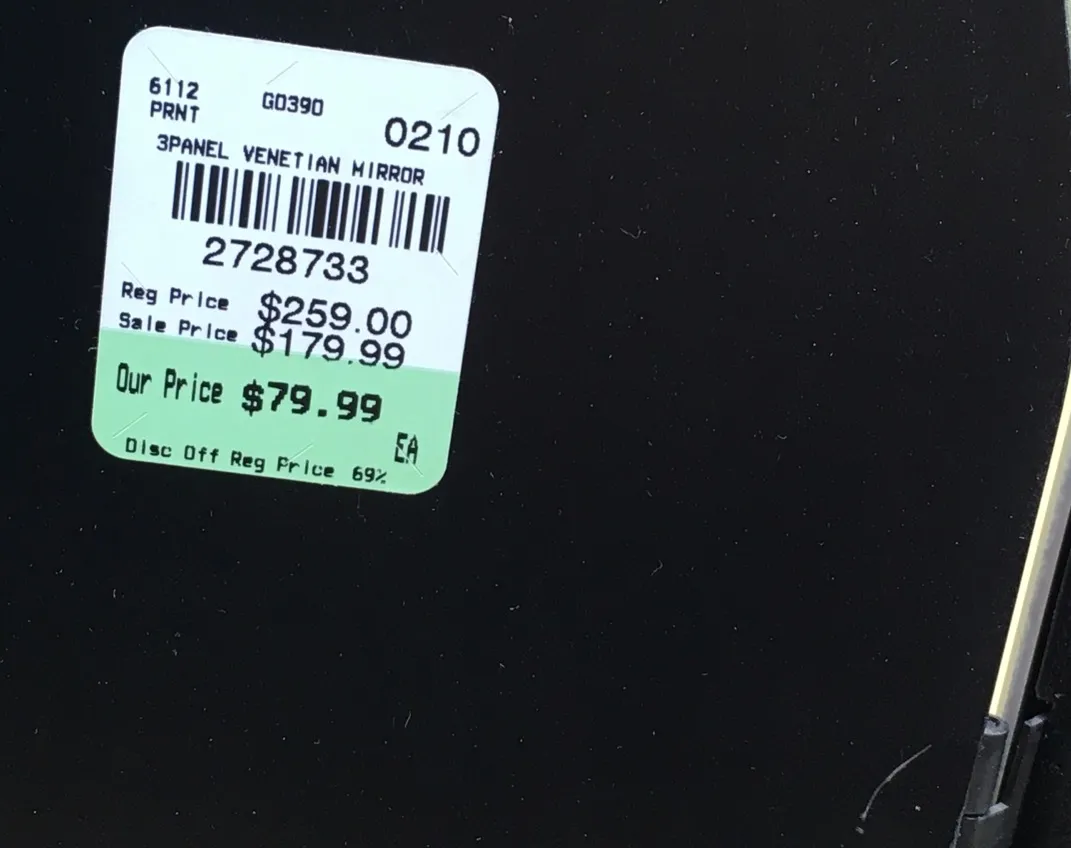 6112 GD390
PRNT 0210
3PANEL VENETIAN MIRROR
2728733
Reg Price $259.00
Sale Price $179.99
Our Price $79.99
EA
Disc Off Reg Price 69%